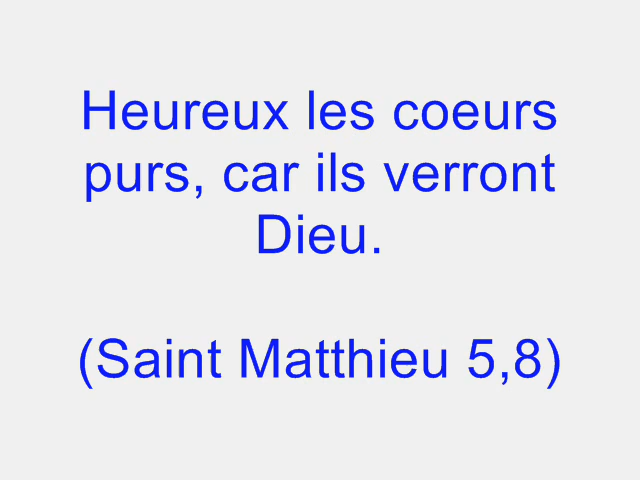 Heureux les coeurs
purs, car ils verront
Dieu.
(Saint Matthieu 5,8)